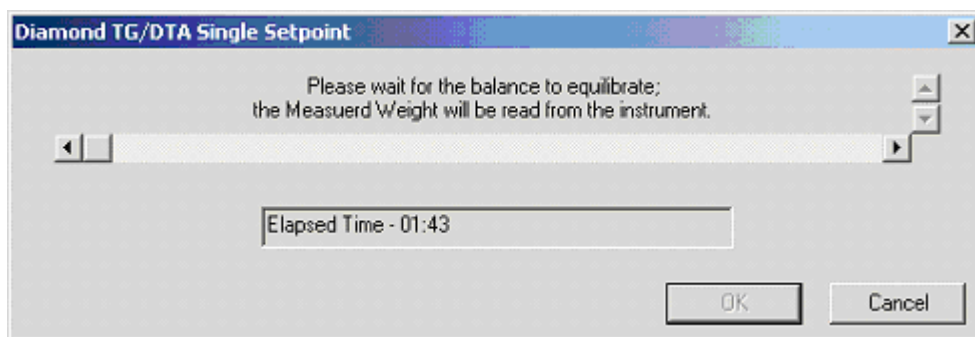 Diamond TG/DTA Single Setpoint
Please wait for the balance to equilibrate;
the Measuerd Weight will be read from the instrument.
Elapsed Time - 01:43
OK
Cancel